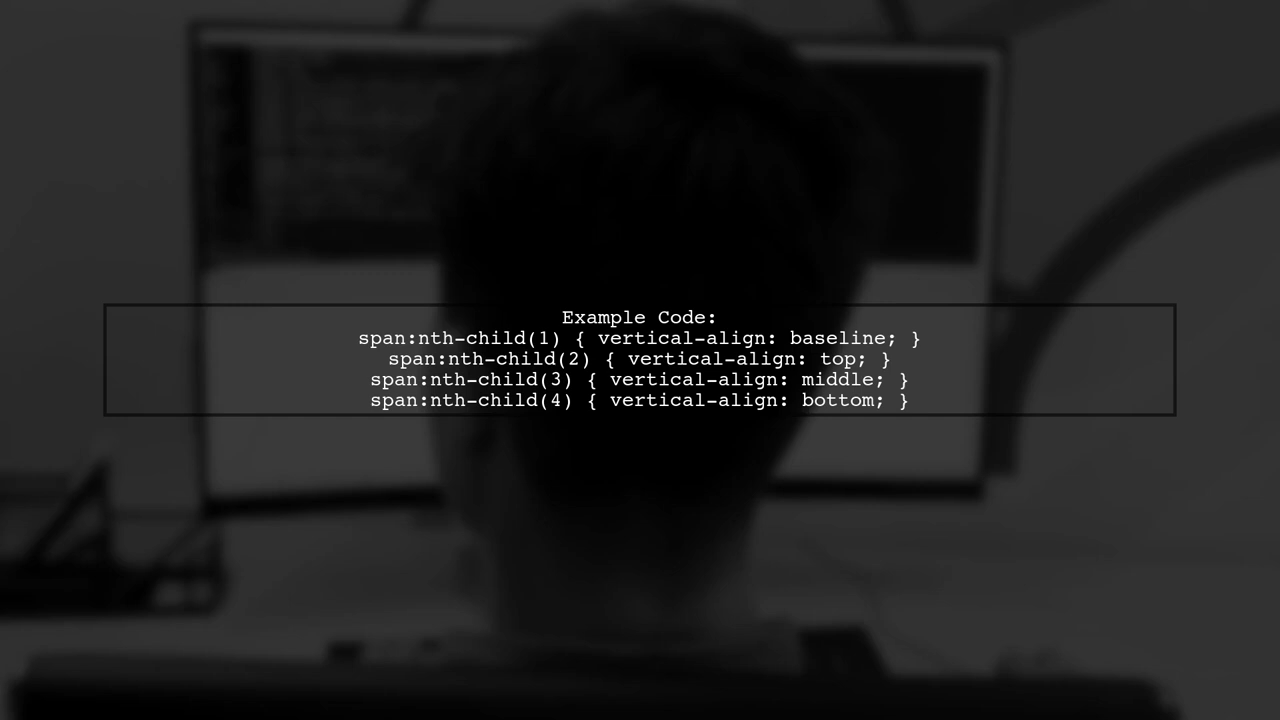 Example Code:
span:nth-child(1) { vertical-align: baseline; }
span:nth-child(2) { vertical-align: top; }
span:nth-child(3) { vertical-align: middle; }
span:nth-child(4) { vertical-align: bottom; }